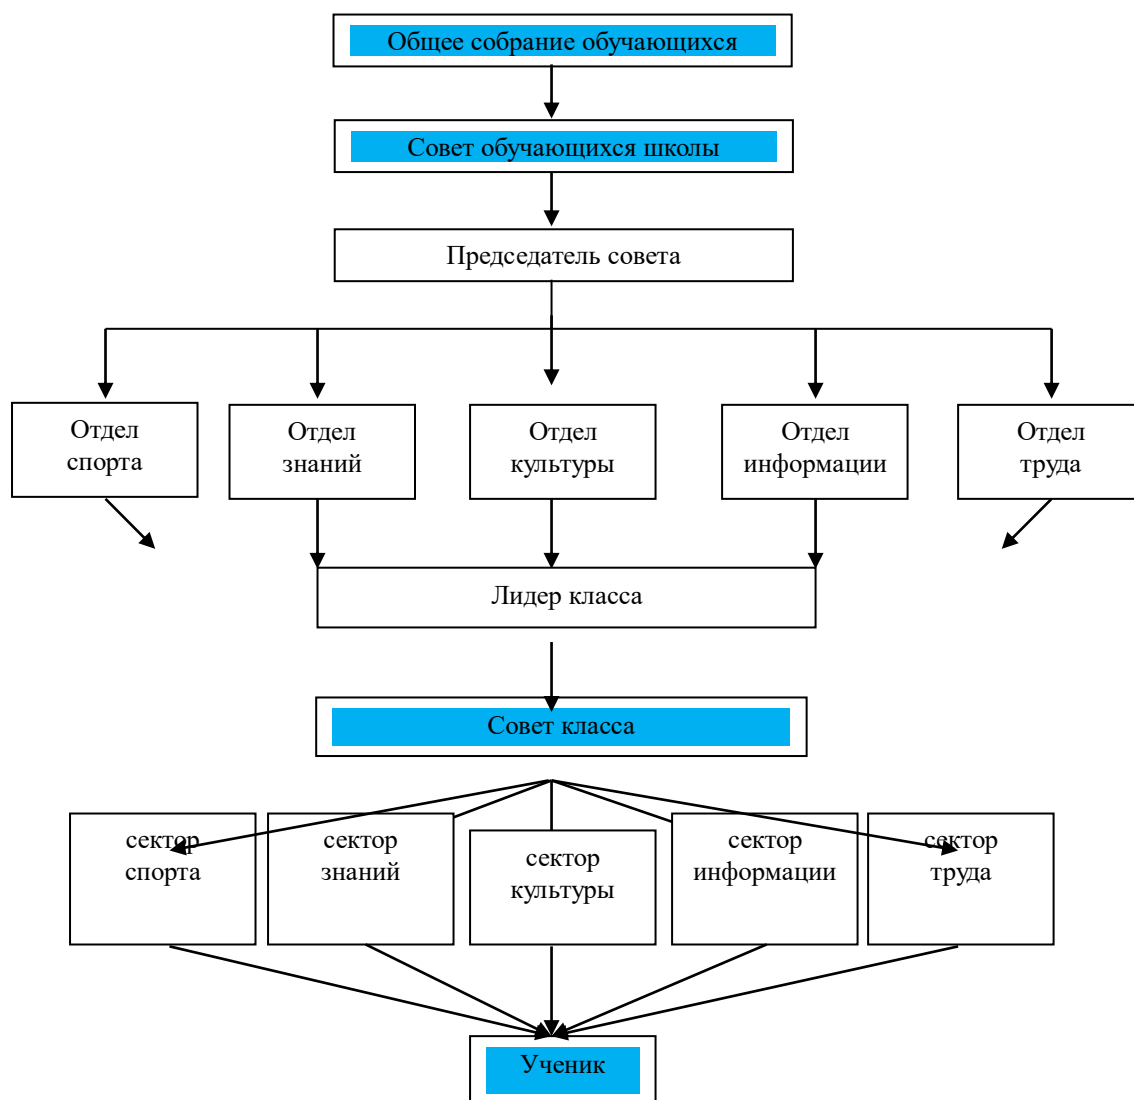 Общее собрание обучающихся
Совет обучающихся школы
Председатель совета
Отдел
спорта
Отдел
знаний
Отдел
культуры
Отдел
информации
Отдел
труда
Лидер класса
Совет класса
сектор
спорта
сектор
знаний
сектор
культуры
сектор
информации
сектор
труда
Ученик